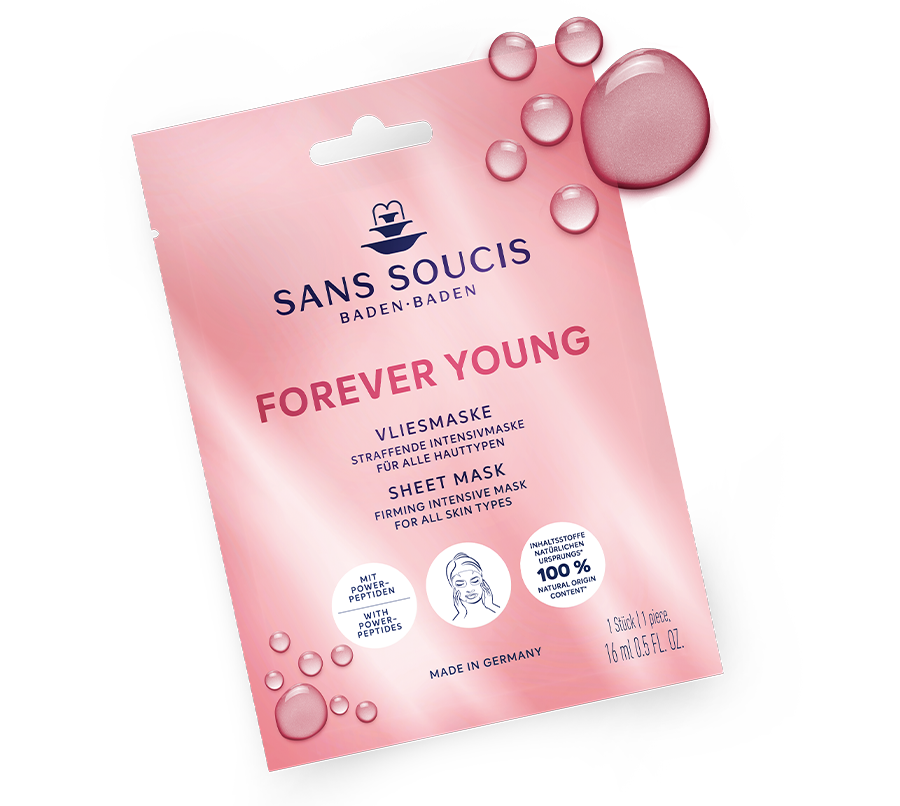 SANS SOUCIS
BADEN·BADEN
FOREVER YOUNG
VLIESMASKE
STRAFFENDE INTENSIVMASKE
FÜR ALLE HAUTTYPEN
SHEET MASK
FIRMING INTENSIVE MASK
FOR ALL SKIN TYPES
MIT
POWER-
PEPTIDEN
WITH
POWER-
PEPTIDES
INHALTSSTOFFE
NATÜRLICHEN
URSPRUNGS*
100 %
NATURAL ORIGIN
CONTENT*
1 Stück / 1 piece,
16 ml 0.5 FL. OZ.
MADE IN GERMANY